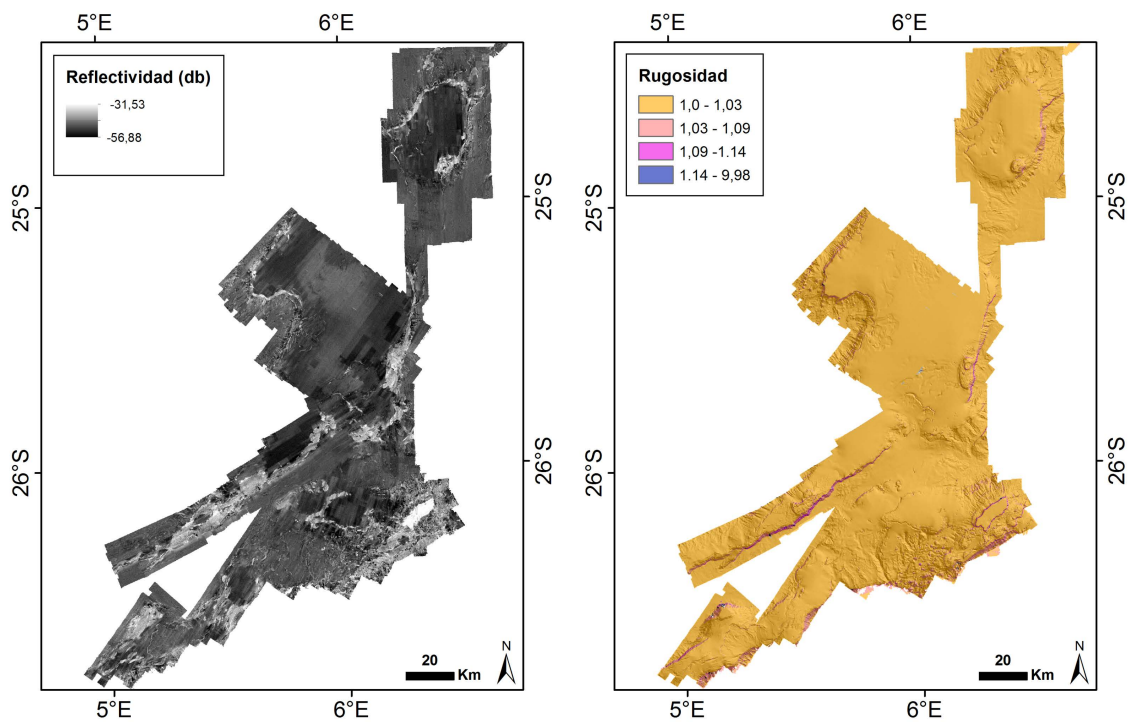 5°E 6°E
Reflectividad (db)
-31,53
-56,88
25°S
26°S
N
20
Km
5°E 6°E
5°E 6°E
Rugosidad
1,0 - 1,03
1,03 - 1,09
1,09 -1.14
1.14 - 9,98
25°S 25°S
26°S 26°S
N
20
Km
5°E 6°E